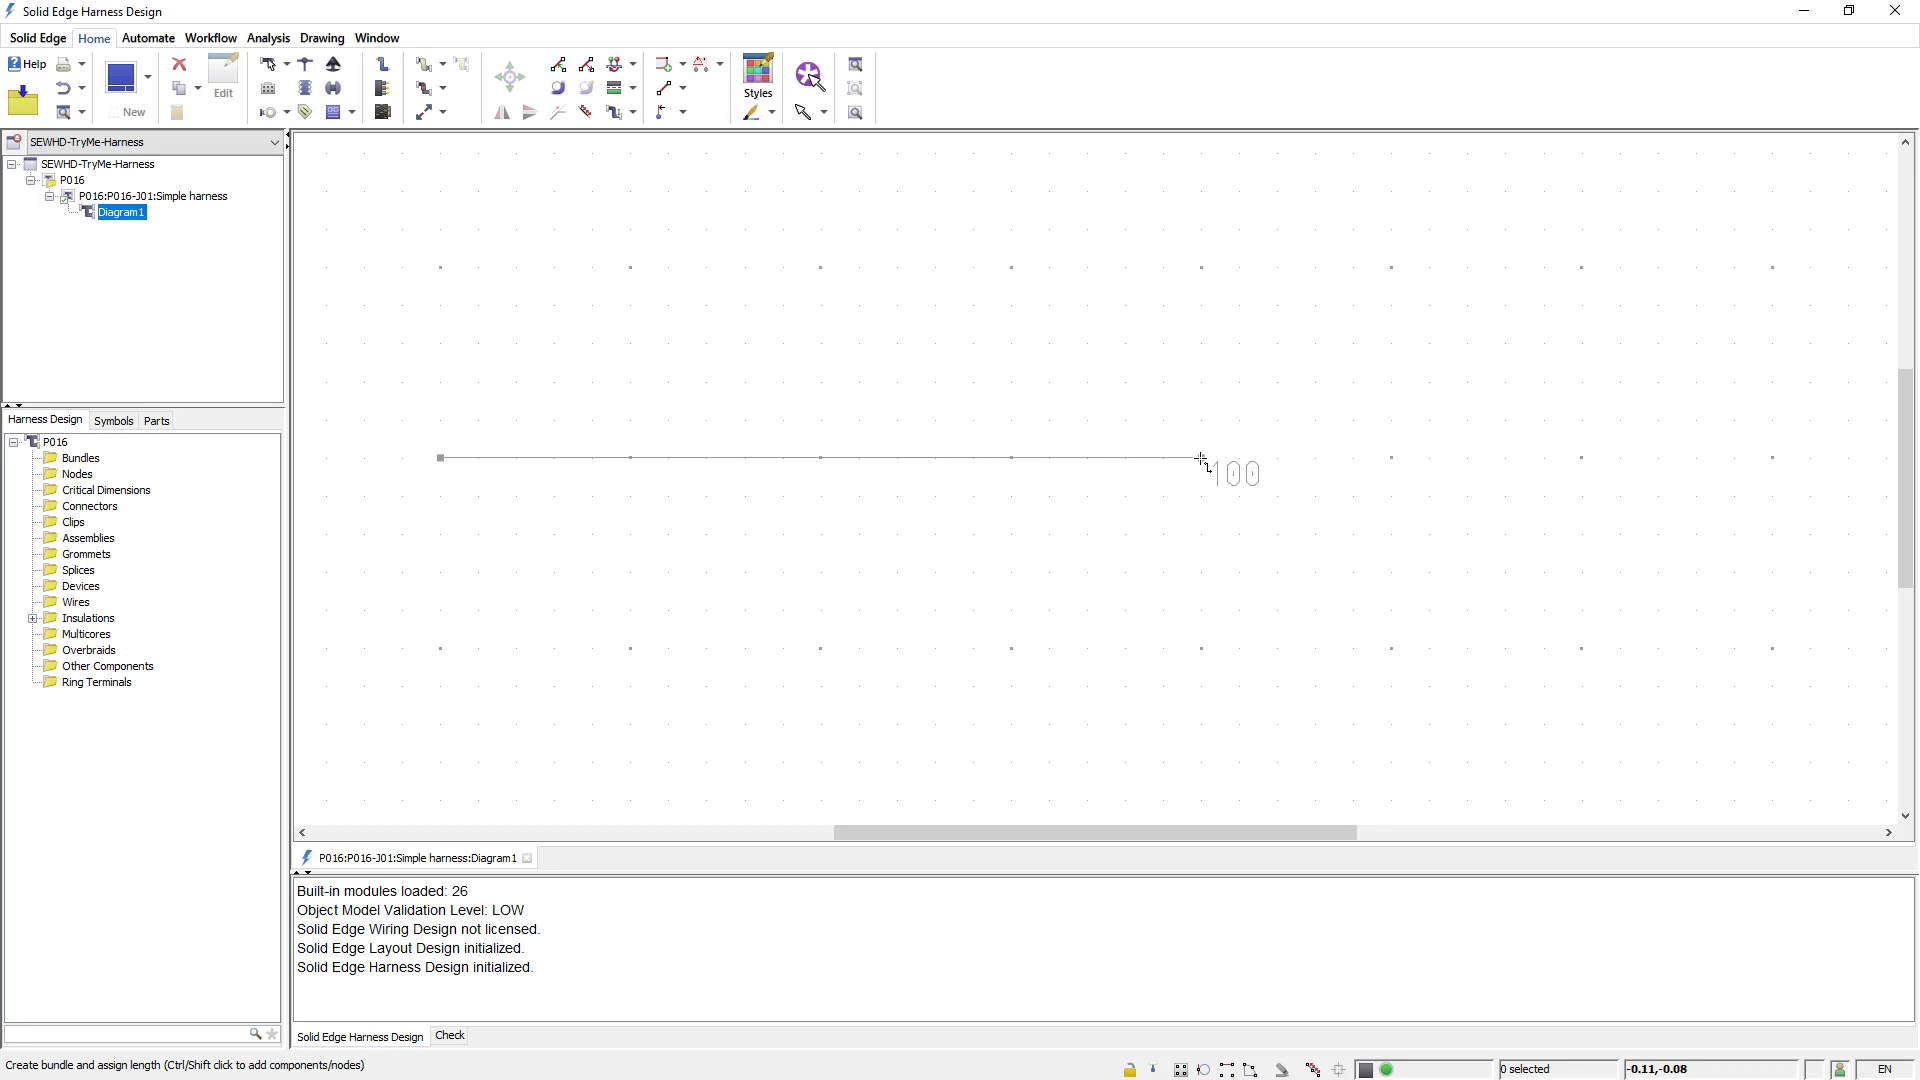 Solid Edge Harness Design
Solid Edge Home Automate Workflow Analysis Drawing Window
Help
Edit
Styles
New
SEWHD-TryMe-Harness
SEWHD-TryMe-Harness
P016
P016:P016-J01:Simple harness
Diagram1
Harness Design Symbols Parts
P016
Bundles
Nodes
Critical Dimensions
Connectors
Clips
Assemblies
Grommets
Splices
Devices
Wires
Insulations
Multicores
Overbraids
Other Components
Ring Terminals
100
P016:P016-J01:Simple harness:Diagram1
Built-in modules loaded: 26
Object Model Validation Level: LOW
Solid Edge Wiring Design not licensed.
Solid Edge Layout Design initialized.
Solid Edge Harness Design initialized.
Solid Edge Harness Design Check
Create bundle and assign length (Ctrl/Shift click to add components/nodes)
0 selected
-0.11,-0.08
EN